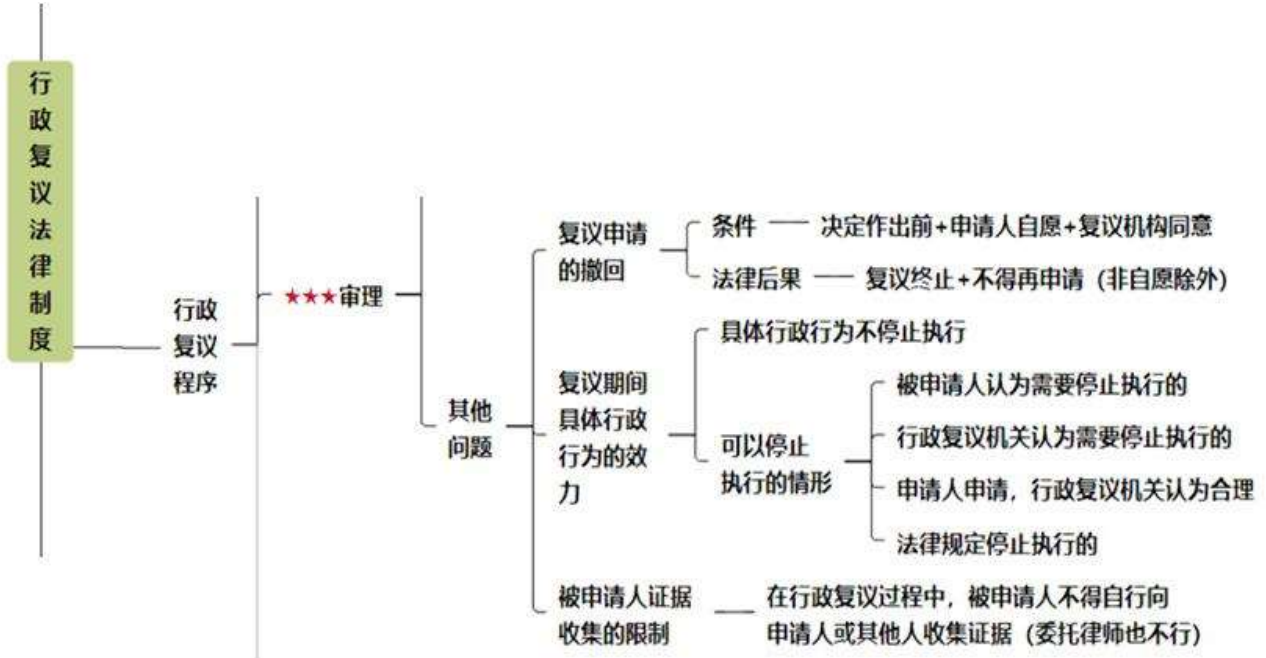 行政复议法律制度
行政
复议
程序
★★★审理
其他
问题
复议申请
的撤回
条件
决定作出前+申请人自愿+复议机构同意
法律后果
复议终止+不得再申请（非自愿除外）
复议期间
具体行政
行为的效
力
具体行政行为不停止执行
可以停止
执行的情形
被申请人认为需要停止执行的
行政复议机关认为需要停止执行的
申请人申请，行政复议机关认为合理
法律规定停止执行的
被申请人证据
收集的限制
在行政复议过程中，被申请人不得自行向
申请人或其他人收集证据（委托律师也不行）